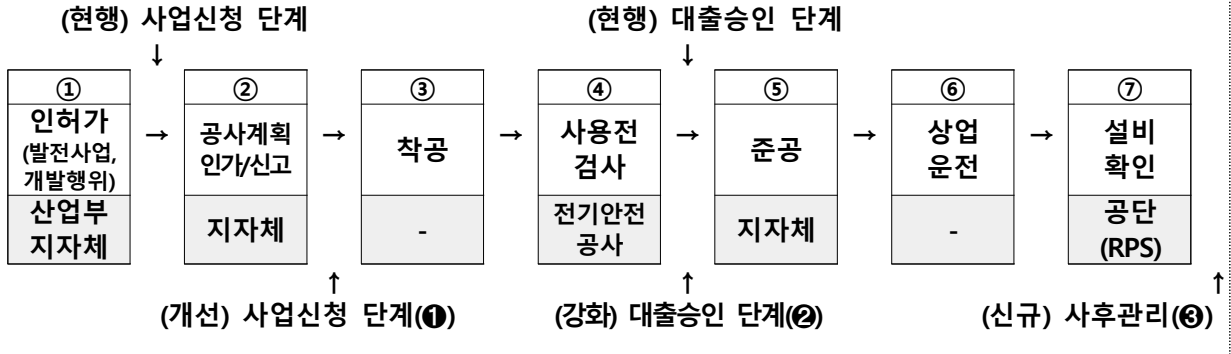 (현행) 사업신청 단계 (현행) 대출승인 단계
↓ ↓
① ② ③ ④ ⑤ ⑥ ⑦
인허가
(발전사업,
개발행위)
→
공사계획
인가/신고
→
착공
→
사용전
검사
→
준공
→
상업
운전
→
설비
확인
산업부
지자체
지자체
-
전기안전
공사
지자체
-
공단
(RPS)
↑ ↑ ↑
(개선) 사업신청 단계(❶) (강화) 대출승인 단계(❷) (신규) 사후관리(❸)